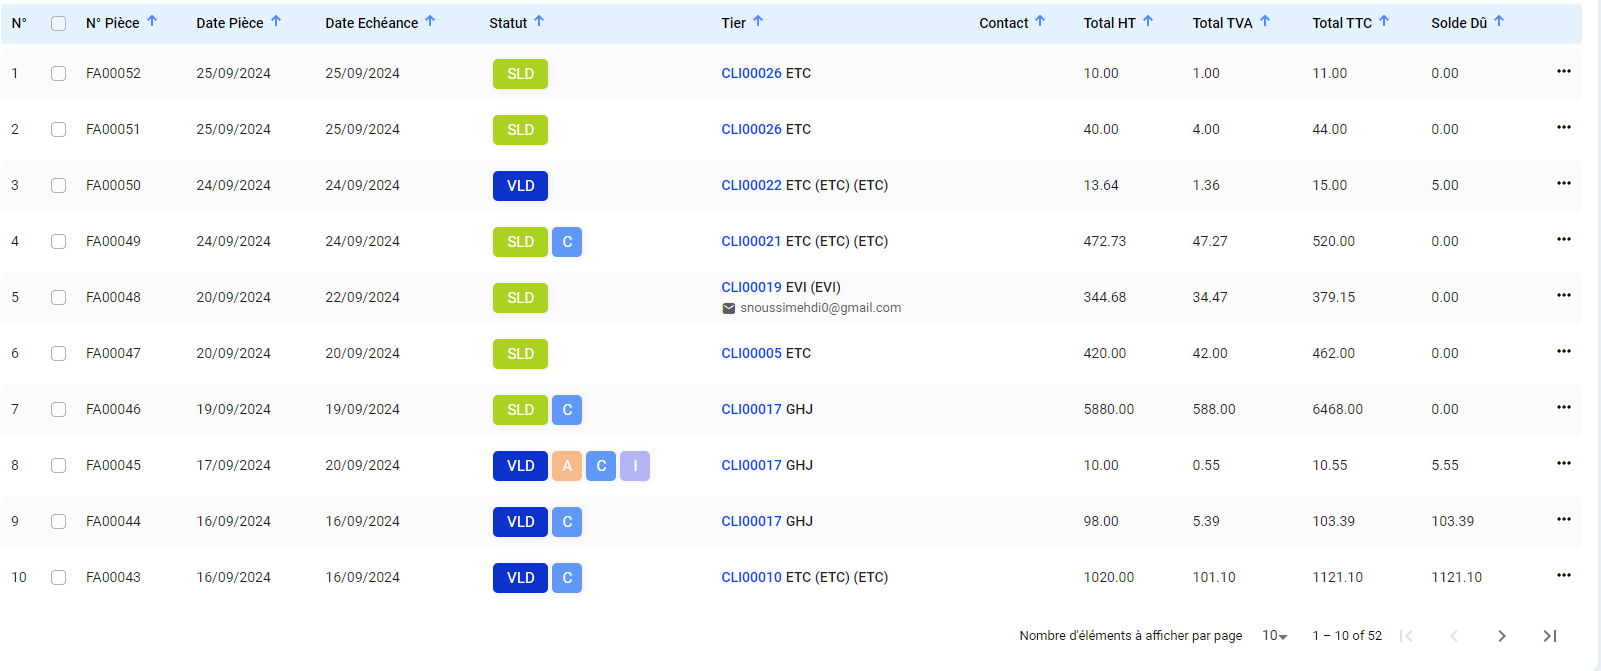 N° N° Pièce Date Pièce Date Echéance Statut Tier Contact Total HT Total TVA Total TTC Solde Dû
1 FA00052 25/09/2024 25/09/2024 SLD CLI00026 ETC 10.00 1.00 11.00 0.00
2 FA00051 25/09/2024 25/09/2024 SLD CLI00026 ETC 40.00 4.00 44.00 0.00
3 FA00050 24/09/2024 24/09/2024 VLD CLI00022 ETC (ETC) (ETC) 13.64 1.36 15.00 5.00
4 FA00049 24/09/2024 24/09/2024 SLD C CLI00021 ETC (ETC) (ETC) 472.73 47.27 520.00 0.00
5 FA00048 20/09/2024 22/09/2024 SLD CLI00019 EVI (EVI) 344.68 34.47 379.15 0.00
snoussimehdi0@gmail.com
6 FA00047 20/09/2024 20/09/2024 SLD CLI00005 ETC 420.00 42.00 462.00 0.00
7 FA00046 19/09/2024 19/09/2024 SLD C CLI00017 GHJ 5880.00 588.00 6468.00 0.00
8 FA00045 17/09/2024 20/09/2024 VLD A C I CLI00017 GHJ 10.00 0.55 10.55 5.55
9 FA00044 16/09/2024 16/09/2024 VLD C CLI00017 GHJ 98.00 5.39 103.39 103.39
10 FA00043 16/09/2024 16/09/2024 VLD C CLI00010 ETC (ETC) (ETC) 1020.00 101.10 1121.10 1121.10
Nombre d'éléments à afficher par page 10 1 – 10 of 52